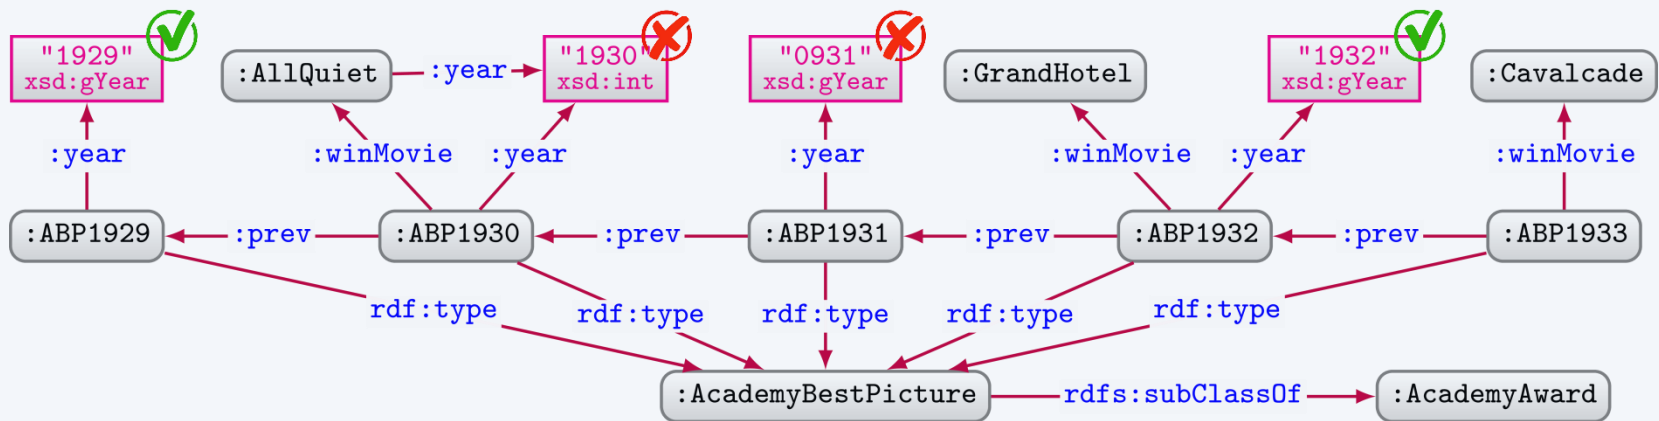 "1929"
xsd:gYear
:AllQuiet
:year
"1930"
xsd:int
"0931"
xsd:gYear
:GrandHotel
"1932"
xsd:gYear
:Cavalcade
:year
:winMovie
:year
:year
:winMovie
:year
:winMovie
:ABP1929
:prev
:ABP1930
:prev
:ABP1931
:prev
:ABP1932
:prev
:ABP1933
rdf:type
rdf:type
rdf:type
rdf:type
rdf:type
:AcademyBestPicture
rdfs:subClassOf
:AcademyAward